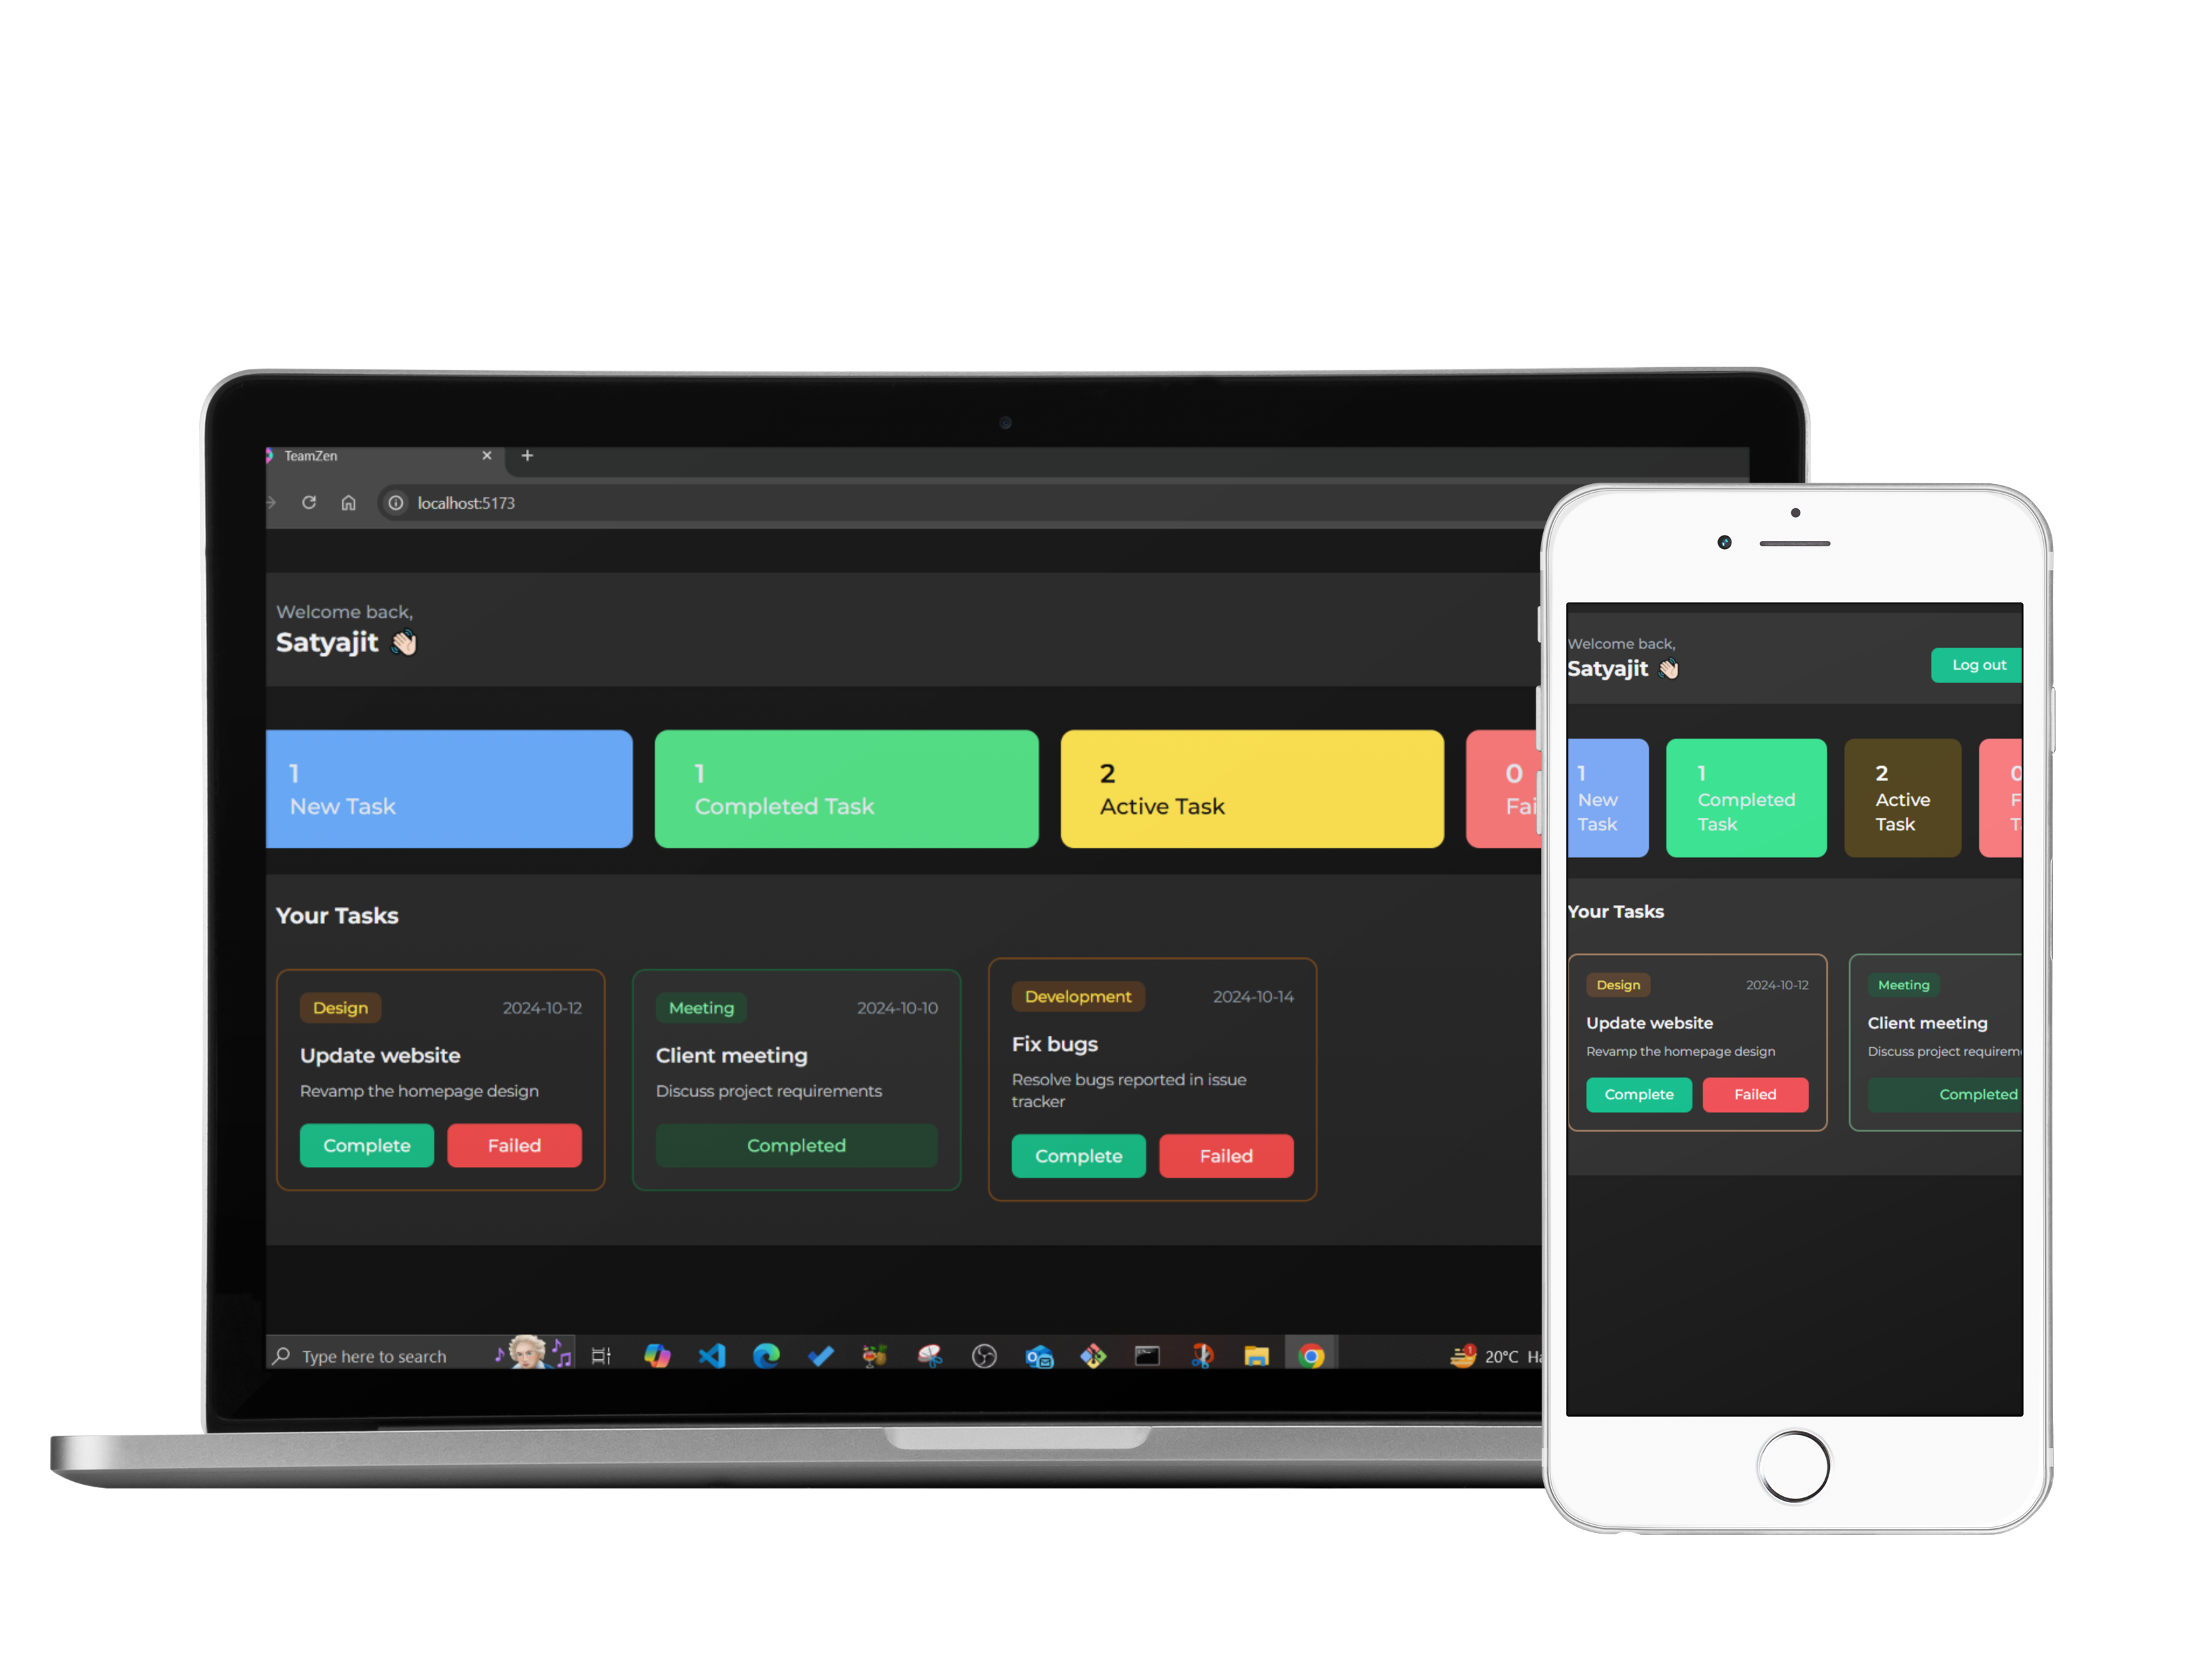 TeamZen
localhost:5173
Welcome back,
Satyajit 👋🏻
1
New Task
1
Completed Task
2
Active Task
0
Fai
Your Tasks
Design 2024-10-12
Update website
Revamp the homepage design
Complete Failed
Meeting 2024-10-10
Client meeting
Discuss project requirements
Completed
Development 2024-10-14
Fix bugs
Resolve bugs reported in issue
tracker
Complete Failed
Type here to search
20°C Ha
Welcome back,
Satyajit 👋🏻
Log out
1
New
Task
1
Completed
Task
2
Active
Task
0
F
T
Your Tasks
Design 2024-10-12
Update website
Revamp the homepage design
Complete Failed
Meeting
Client meeting
Discuss project requirem
Completed